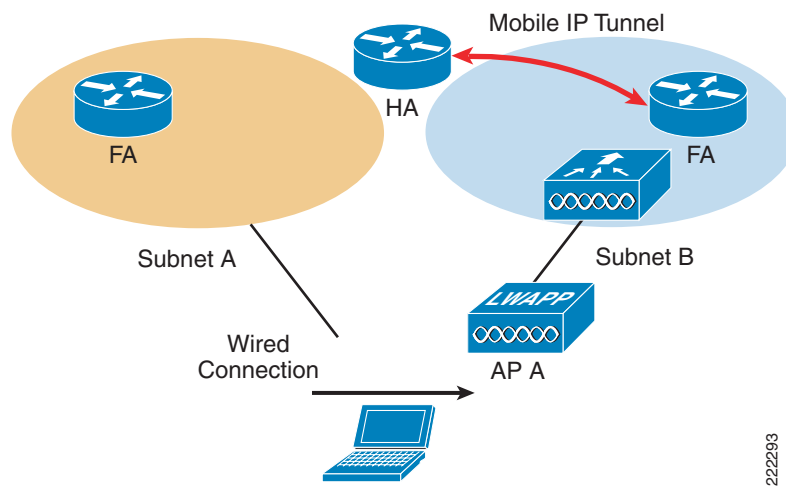 Mobile IP Tunnel
HA
FA
FA
Subnet A
Subnet B
LWAPP
Wired
Connection
AP A
222293